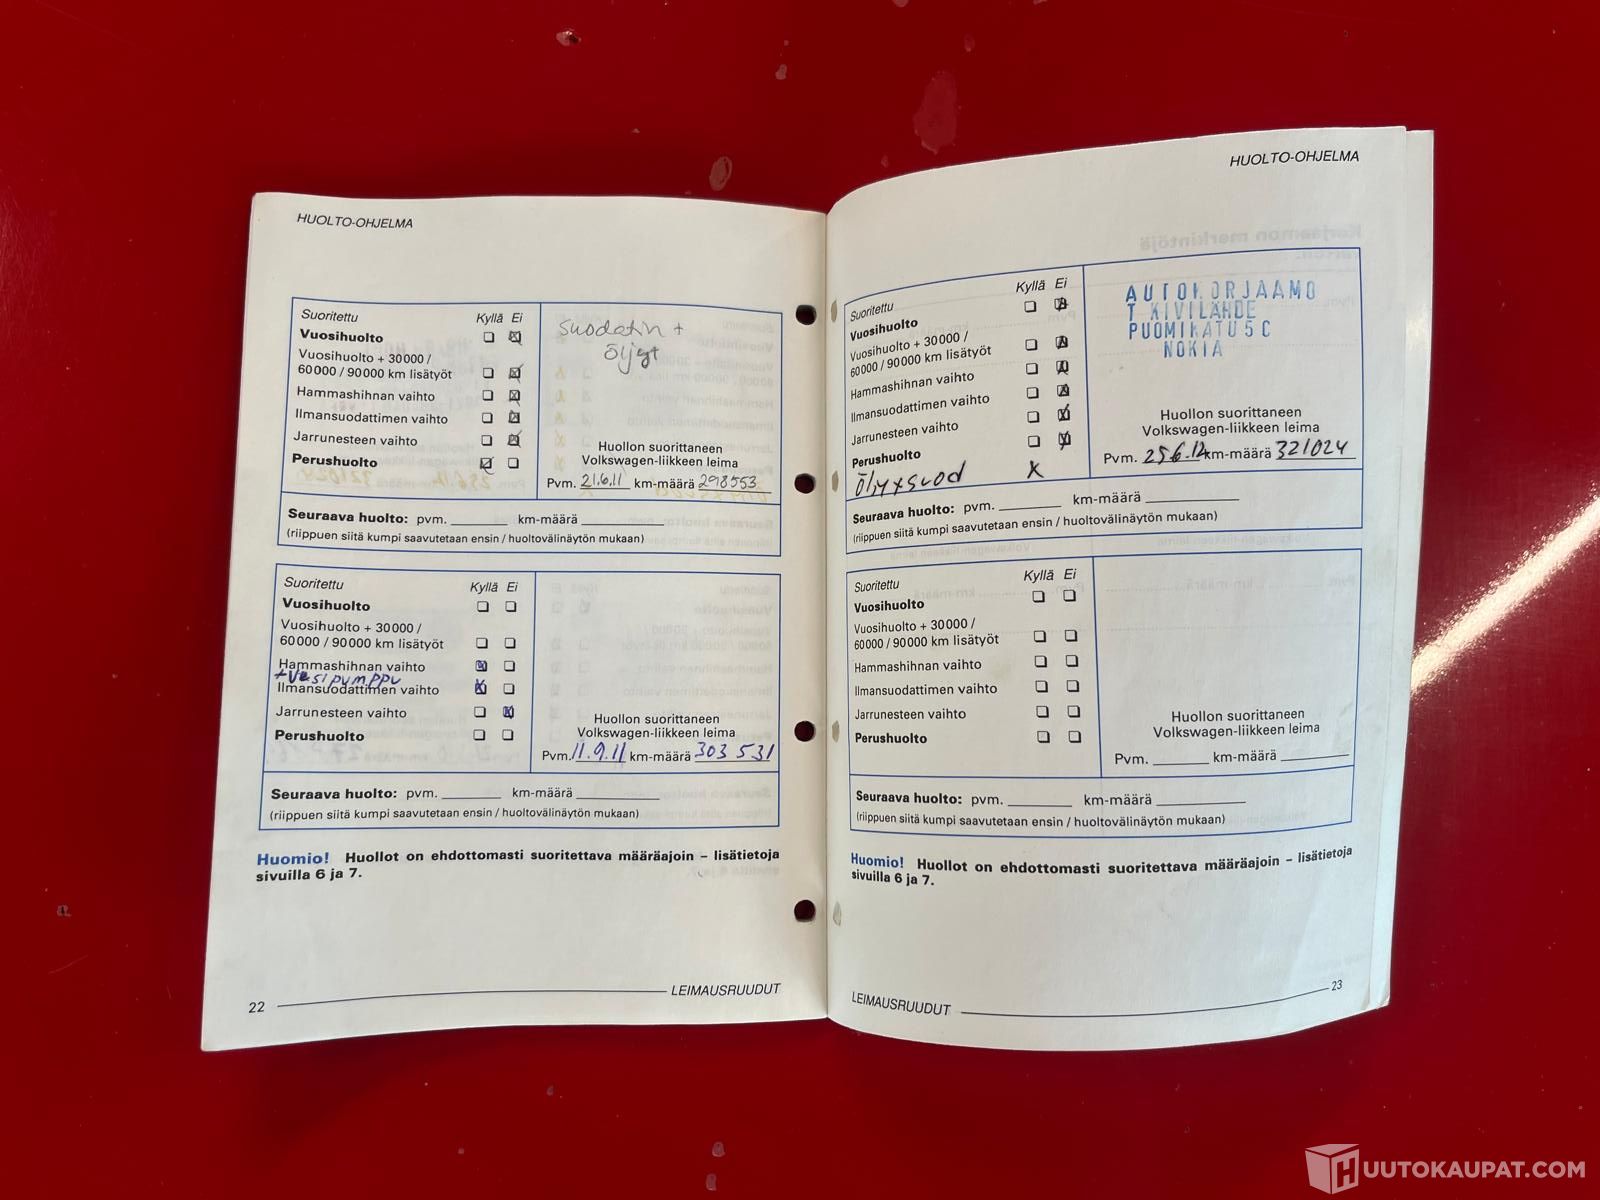 HUOLTO-OHJELMA
Suoritettu Kyllä Ei
Vuosihuolto
Vuosihuolto + 30000 /
60000 / 90000 km lisätyöt
Hammashihnan vaihto
Ilmansuodattimen vaihto
Jarrunesteen vaihto
Perushuolto
suodatin +
öljyt
Huollon suorittaneen
Volkswagen-liikkeen leima
Pvm. 21.6.11 km-määrä 298553
Seuraava huolto: pvm. km-määrä
(riippuen siitä kumpi saavutetaan ensin / huoltovälinäytön mukaan)
Suoritettu Kyllä Ei
Vuosihuolto
Vuosihuolto + 30000 /
60000 / 90000 km lisätyöt
Hammashihnan vaihto
+vesipumppu
Ilmansuodattimen vaihto
Jarrunesteen vaihto
Perushuolto
Huollon suorittaneen
Volkswagen-liikkeen leima
Pvm. 11.9.11 km-määrä 303 531
Seuraava huolto: pvm. km-määrä
(riippuen siitä kumpi saavutetaan ensin / huoltovälinäytön mukaan)
Huomio! Huollot on ehdottomasti suoritettava määräajoin – lisätietoja
sivuilla 6 ja 7.
22 LEIMAUSRUUDUT
HUOLTO-OHJELMA
Suoritettu Kyllä Ei
Vuosihuolto
Vuosihuolto + 30000 /
60000 / 90000 km lisätyöt
Hammashihnan vaihto
Ilmansuodattimen vaihto
Jarrunesteen vaihto
Perushuolto
Öljy+suod X
AUTOKORJAAMO
T KIVILAHDE
PUOMIKATU 5 C
NOKIA
Huollon suorittaneen
Volkswagen-liikkeen leima
Pvm. 25.6.12 km-määrä 321024
Seuraava huolto: pvm. km-määrä
(riippuen siitä kumpi saavutetaan ensin / huoltovälinäytön mukaan)
Suoritettu Kyllä Ei
Vuosihuolto
Vuosihuolto + 30000 /
60000 / 90000 km lisätyöt
Hammashihnan vaihto
Ilmansuodattimen vaihto
Jarrunesteen vaihto
Perushuolto
Huollon suorittaneen
Volkswagen-liikkeen leima
Pvm. km-määrä
Seuraava huolto: pvm. km-määrä
(riippuen siitä kumpi saavutetaan ensin / huoltovälinäytön mukaan)
Huomio! Huollot on ehdottomasti suoritettava määräajoin – lisätietoja
sivuilla 6 ja 7.
LEIMAUSRUUDUT 23
HUUTOKAUPAT.COM